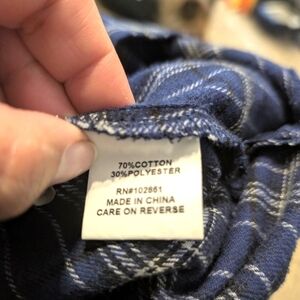 70%COTTON
30%POLYESTER
RN#102861
MADE IN CHINA
CARE ON REVERSE